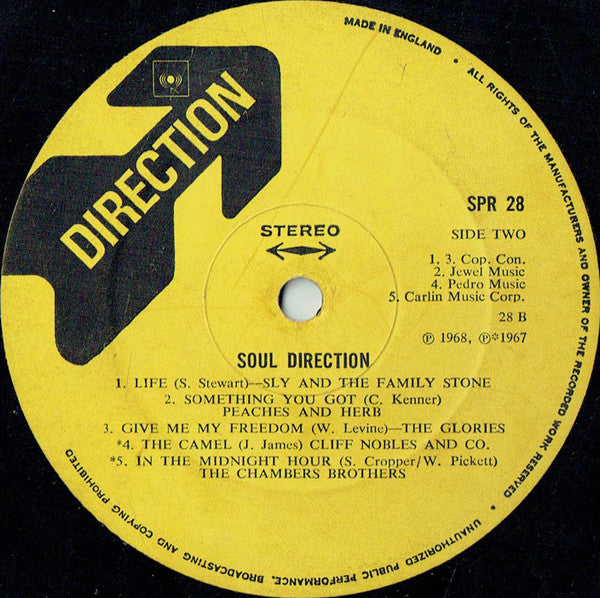 DIRECTION
MADE IN ENGLAND • ALL RIGHTS OF THE MANUFACTURERS AND OWNER OF THE RECORDED WORK RESERVED • UNAUTHORIZED PUBLIC PERFORMANCE, BROADCASTING AND COPYING PROHIBITED
SPR 28
STEREO
SIDE TWO
1, 3. Cop. Con.
2. Jewel Music
4. Pedro Music
5. Carlin Music Corp.
28 B
℗ 1968, ℗*1967
SOUL DIRECTION
1. LIFE (S. Stewart)—SLY AND THE FAMILY STONE
2. SOMETHING YOU GOT (C. Kenner)
PEACHES AND HERB
3. GIVE ME MY FREEDOM (W. Levine)—THE GLORIES
*4. THE CAMEL (J. James) CLIFF NOBLES AND CO.
*5. IN THE MIDNIGHT HOUR (S. Cropper/W. Pickett)
THE CHAMBERS BROTHERS